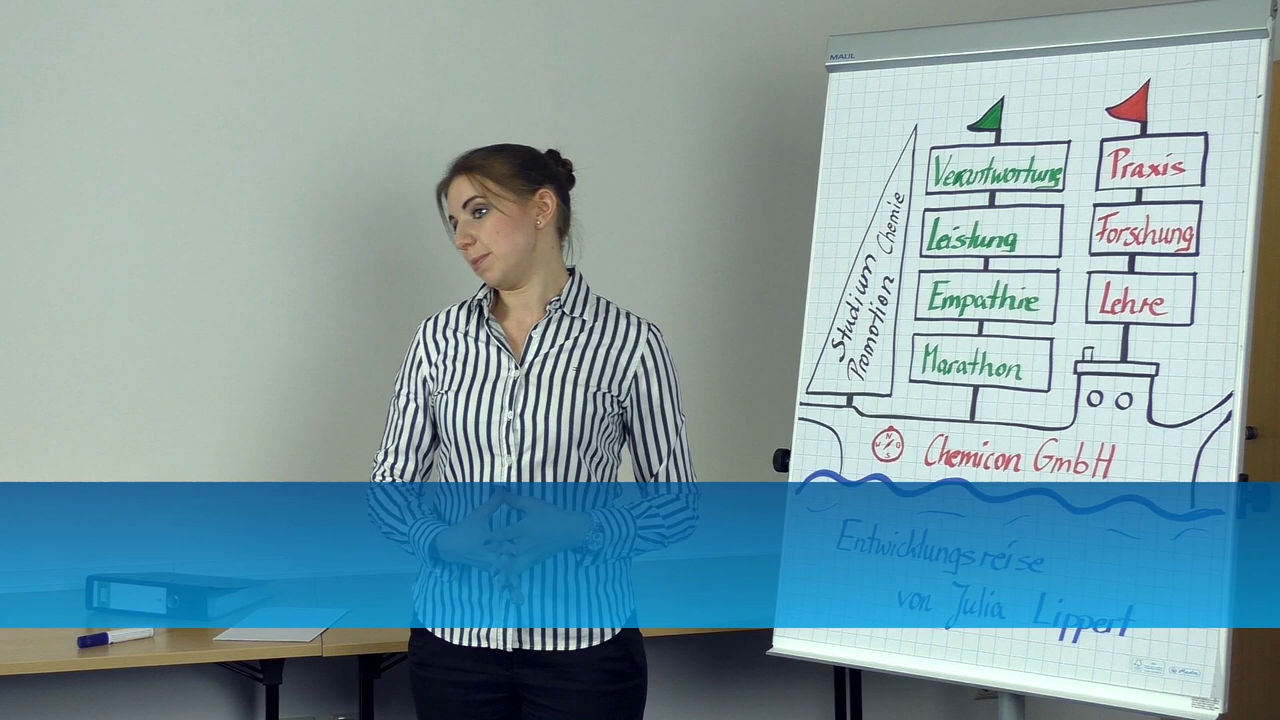 MAUL
Verantwortung
Leistung
Empathie
Marathon
Praxis
Forschung
Lehre
Studium Chemie
Promotion
N
W O
S
Chemicon GmbH
Entwicklungsreise
von Julia Lippert